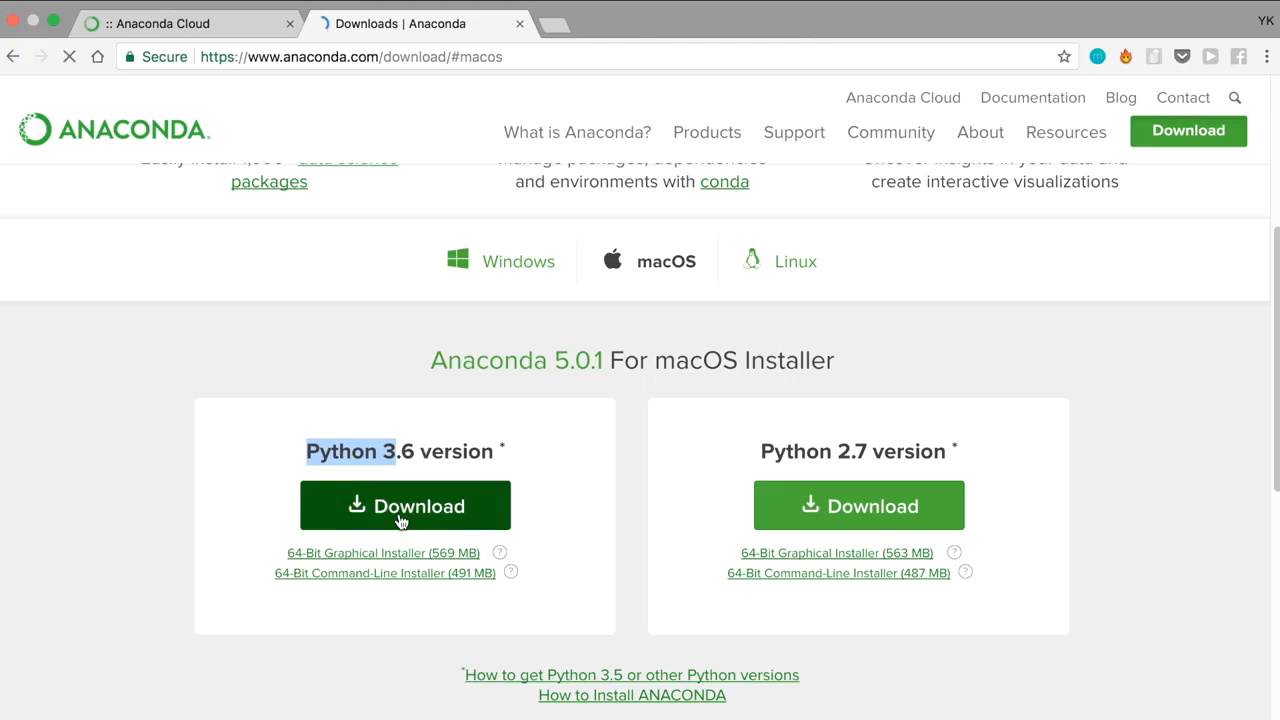 :: Anaconda Cloud
Downloads | Anaconda
YK
Secure
https://www.anaconda.com/download/#macos
Anaconda Cloud Documentation Blog Contact
ANACONDA.
What is Anaconda? Products Support Community About Resources
Download
packages
and environments with conda
create interactive visualizations
Windows
macOS
Linux
Anaconda 5.0.1 For macOS Installer
Python 3.6 version *
Download
64-Bit Graphical Installer (569 MB) ?
64-Bit Command-Line Installer (491 MB) ?
Python 2.7 version *
Download
64-Bit Graphical Installer (563 MB) ?
64-Bit Command-Line Installer (487 MB) ?
*How to get Python 3.5 or other Python versions
How to Install ANACONDA